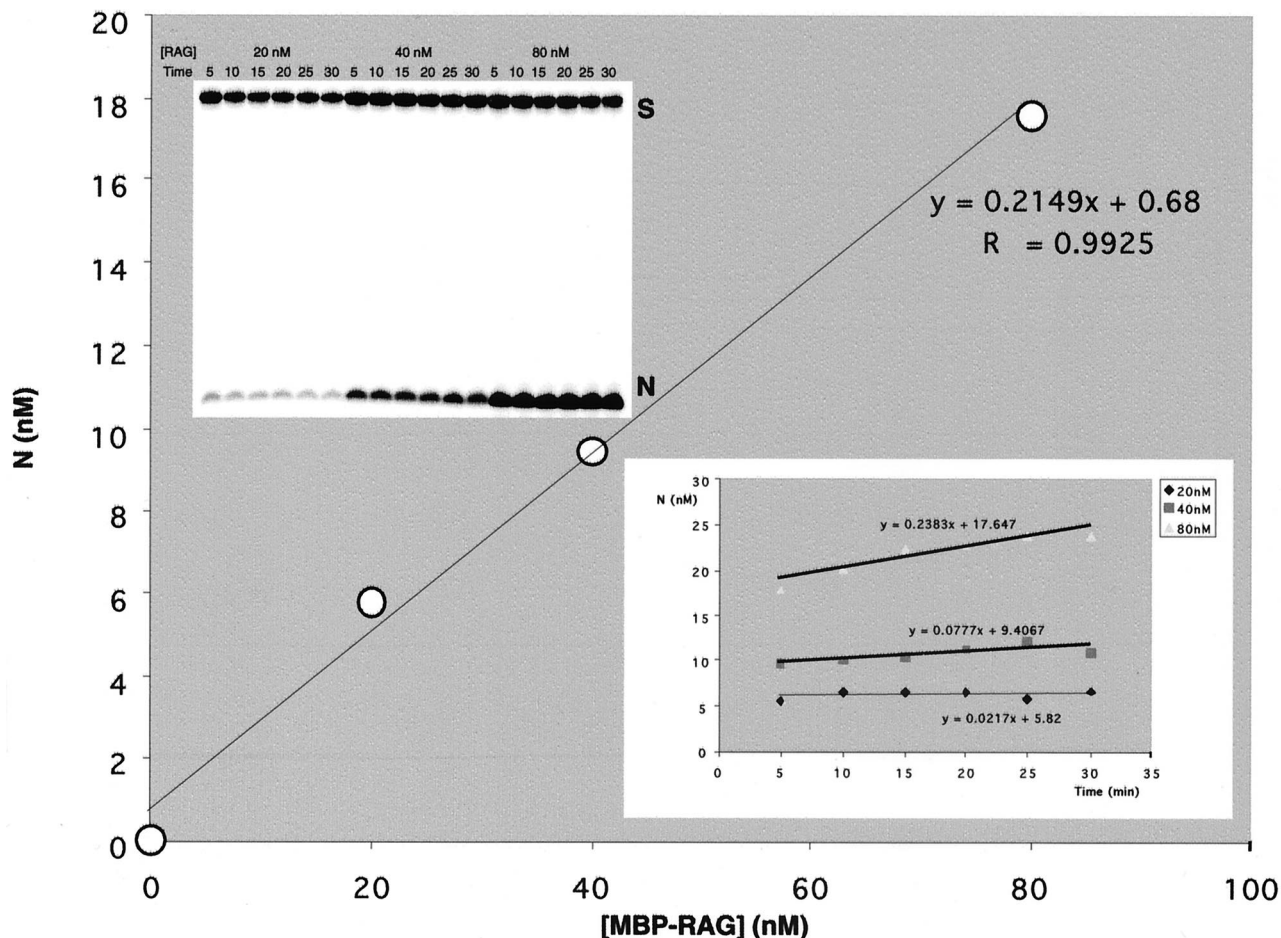 [RAG] 20 nM 40 nM 80 nM
Time 5 10 15 20 25 30 5 10 15 20 25 30 5 10 15 20 25 30
S
N
y = 0.2149x + 0.68
R = 0.9925
N (nM)
20
18
16
14
12
10
8
6
4
2
0
0 20 40 60 80 100
[MBP-RAG] (nM)
N (nM)
30
25
20
15
10
5
0
y = 0.2383x + 17.647
y = 0.0777x + 9.4067
y = 0.0217x + 5.82
0 5 10 15 20 25 30 35
Time (min)
20nM
40nM
80nM